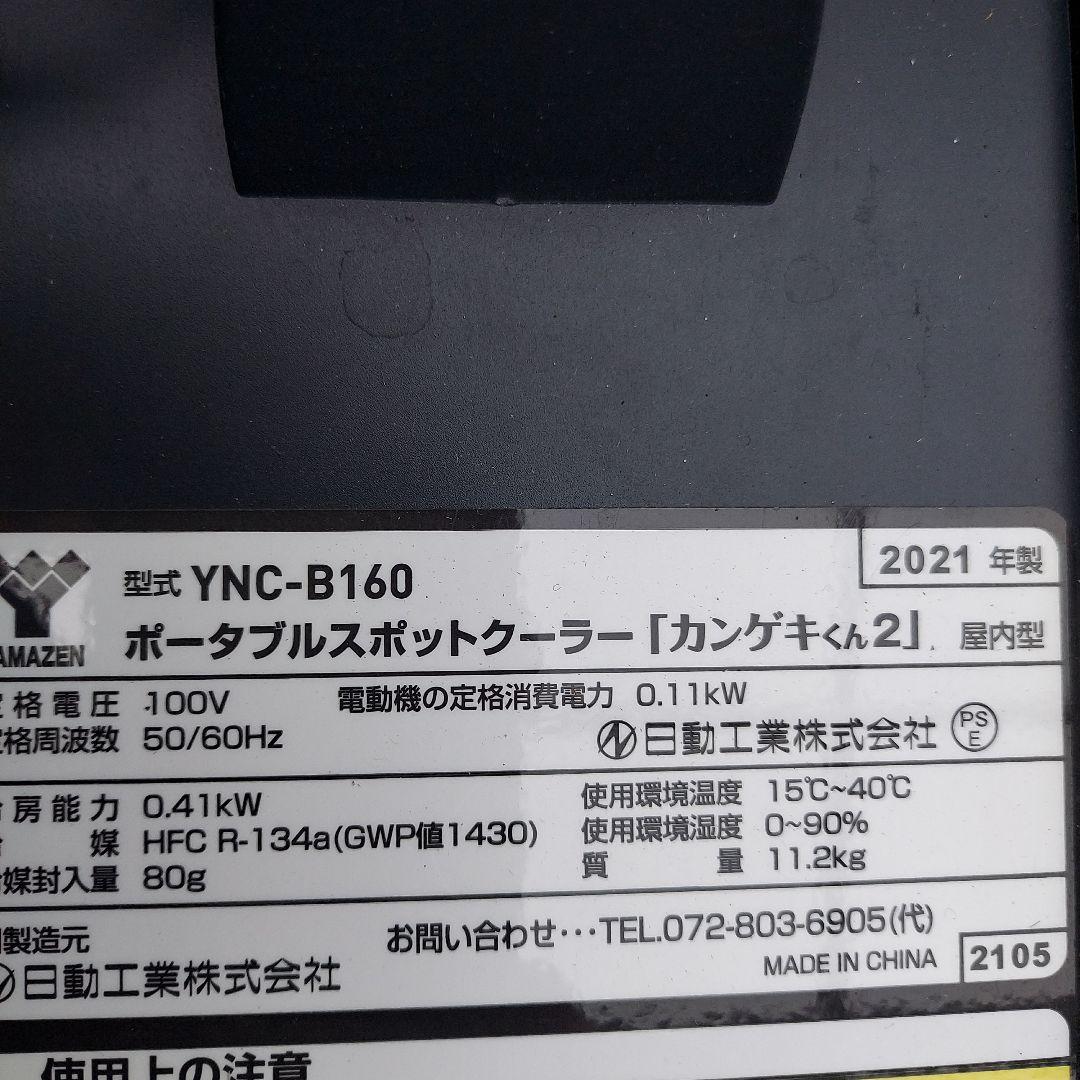 型式 YNC-B160
2021 年製
AMAZEN
ポータブルスポットクーラー「カンゲキくん2」 屋内型
格電圧 100V 電動機の定格消費電力 0.11kW
格周波数 50/60Hz 日動工業株式会社 PSE
房能力 0.41kW 使用環境温度 15℃~40℃
媒 HFC R-134a(GWP値1430) 使用環境湿度 0~90%
媒封入量 80g 質量 11.2kg
製造元 お問い合わせ…TEL.072-803-6905(代)
日動工業株式会社 MADE IN CHINA 2105
使用上の注意